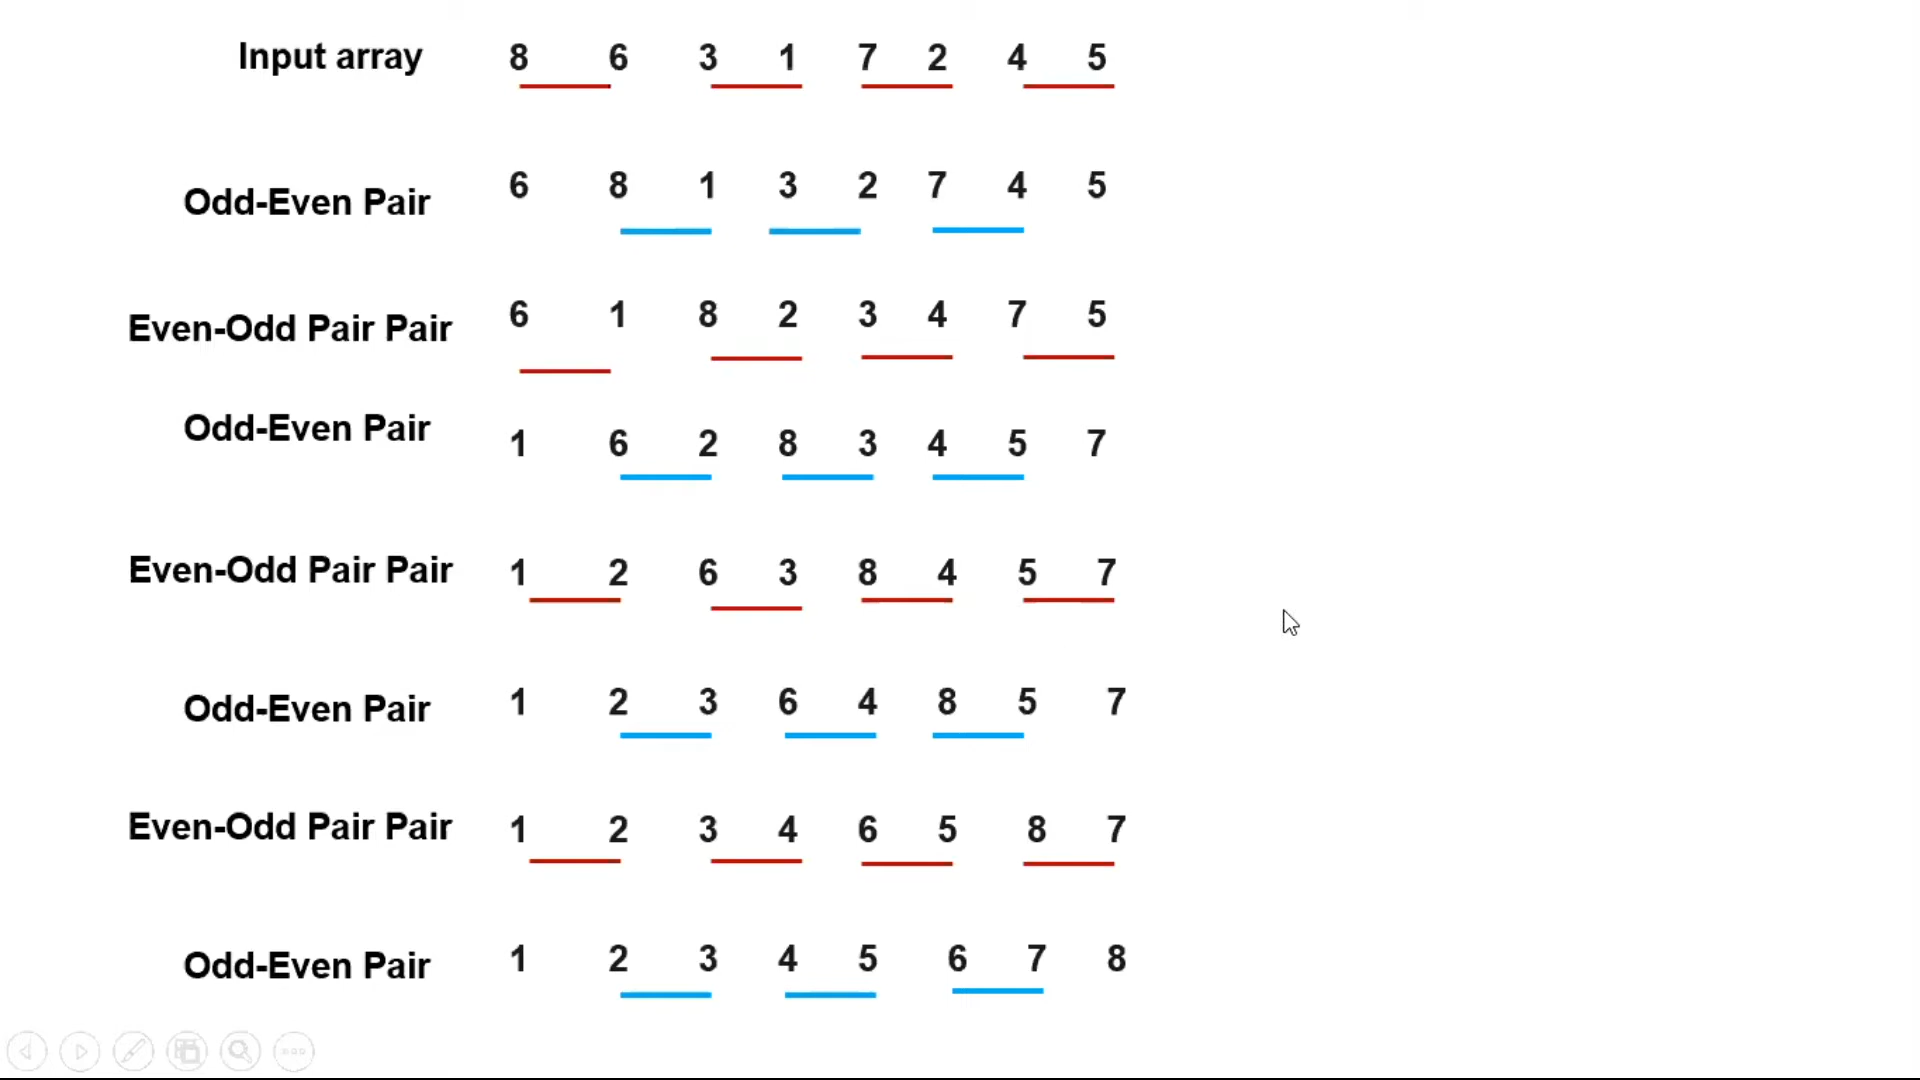 Input array 8 6 3 1 7 2 4 5
Odd-Even Pair 6 8 1 3 2 7 4 5
Even-Odd Pair Pair 6 1 8 2 3 4 7 5
Odd-Even Pair 1 6 2 8 3 4 5 7
Even-Odd Pair Pair 1 2 6 3 8 4 5 7
Odd-Even Pair 1 2 3 6 4 8 5 7
Even-Odd Pair Pair 1 2 3 4 6 5 8 7
Odd-Even Pair 1 2 3 4 5 6 7 8